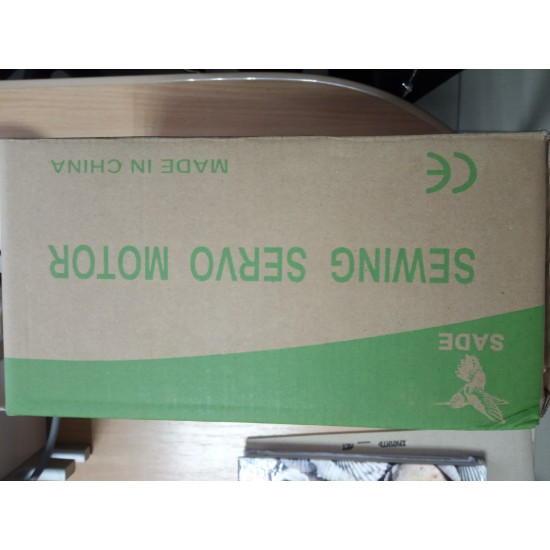 SADE
SEWING SERVO MOTOR
CE MADE IN CHINA